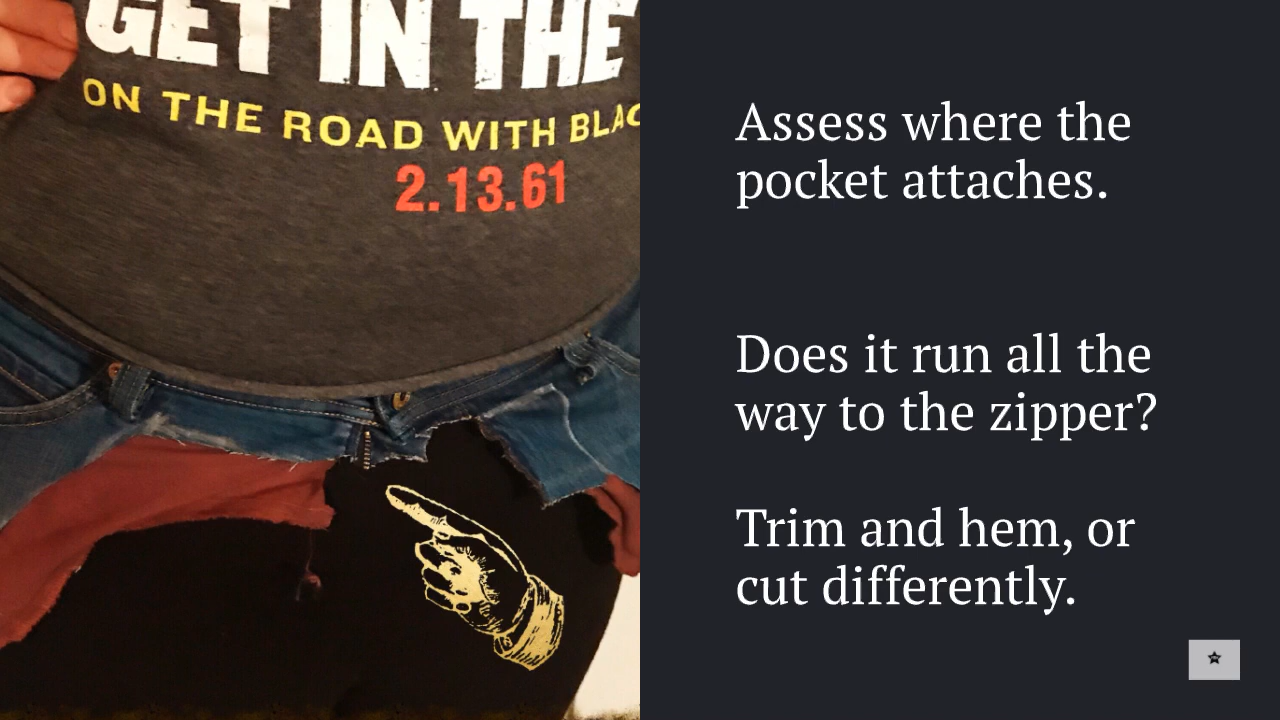 GET IN THE
ON THE ROAD WITH BLAC
2.13.61
Assess where the
pocket attaches.
Does it run all the
way to the zipper?
Trim and hem, or
cut differently.